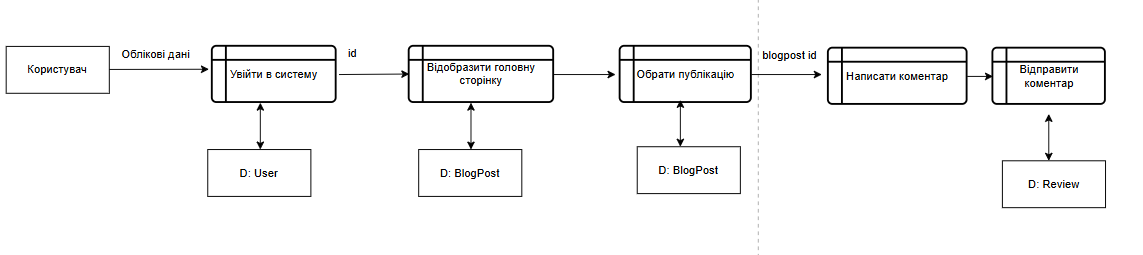 Користувач
Облікові дані
Увійти в систему
id
Відобразити головну
сторінку
Обрати публікацію
blogpost id
Написати коментар
Відправити
коментар
D: User
D: BlogPost
D: BlogPost
D: Review